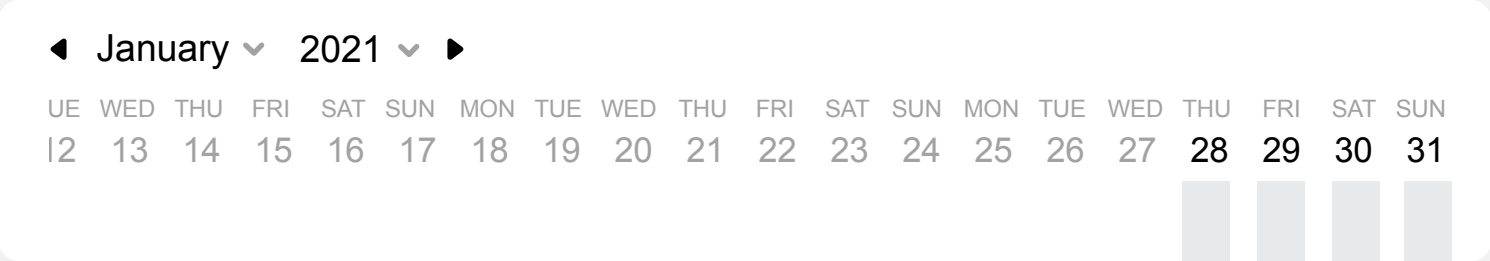 January 2021
UE WED THU FRI SAT SUN MON TUE WED THU FRI SAT SUN MON TUE WED THU FRI SAT SUN
12 13 14 15 16 17 18 19 20 21 22 23 24 25 26 27 28 29 30 31